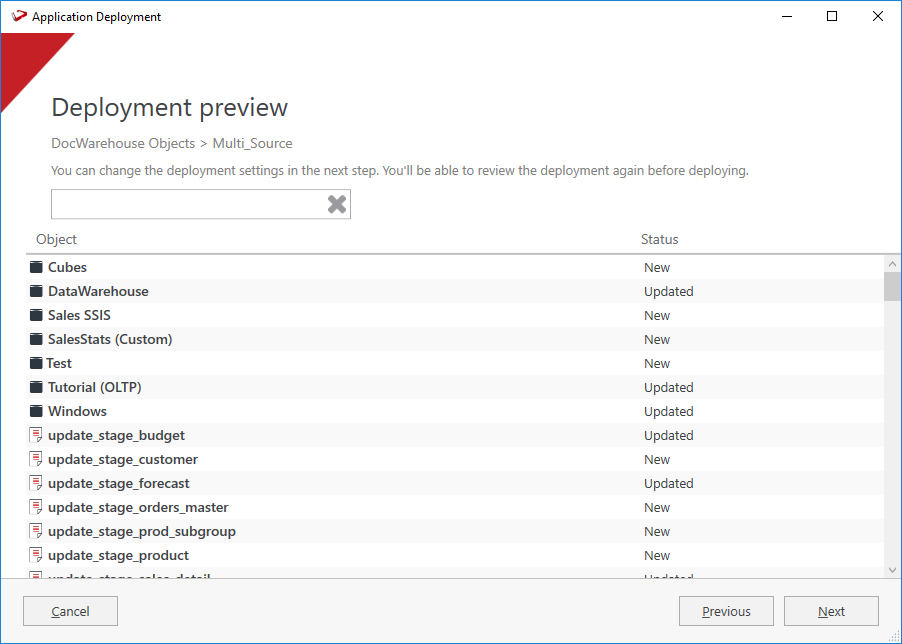 Application Deployment
Deployment preview
DocWarehouse Objects > Multi_Source
You can change the deployment settings in the next step. You'll be able to review the deployment again before deploying.
Object Status
Cubes New
DataWarehouse Updated
Sales SSIS New
SalesStats (Custom) New
Test New
Tutorial (OLTP) Updated
Windows Updated
update_stage_budget Updated
update_stage_customer New
update_stage_forecast Updated
update_stage_orders_master New
update_stage_prod_subgroup New
update_stage_product New
update_stage_sales_detail Updated
Cancel Previous Next